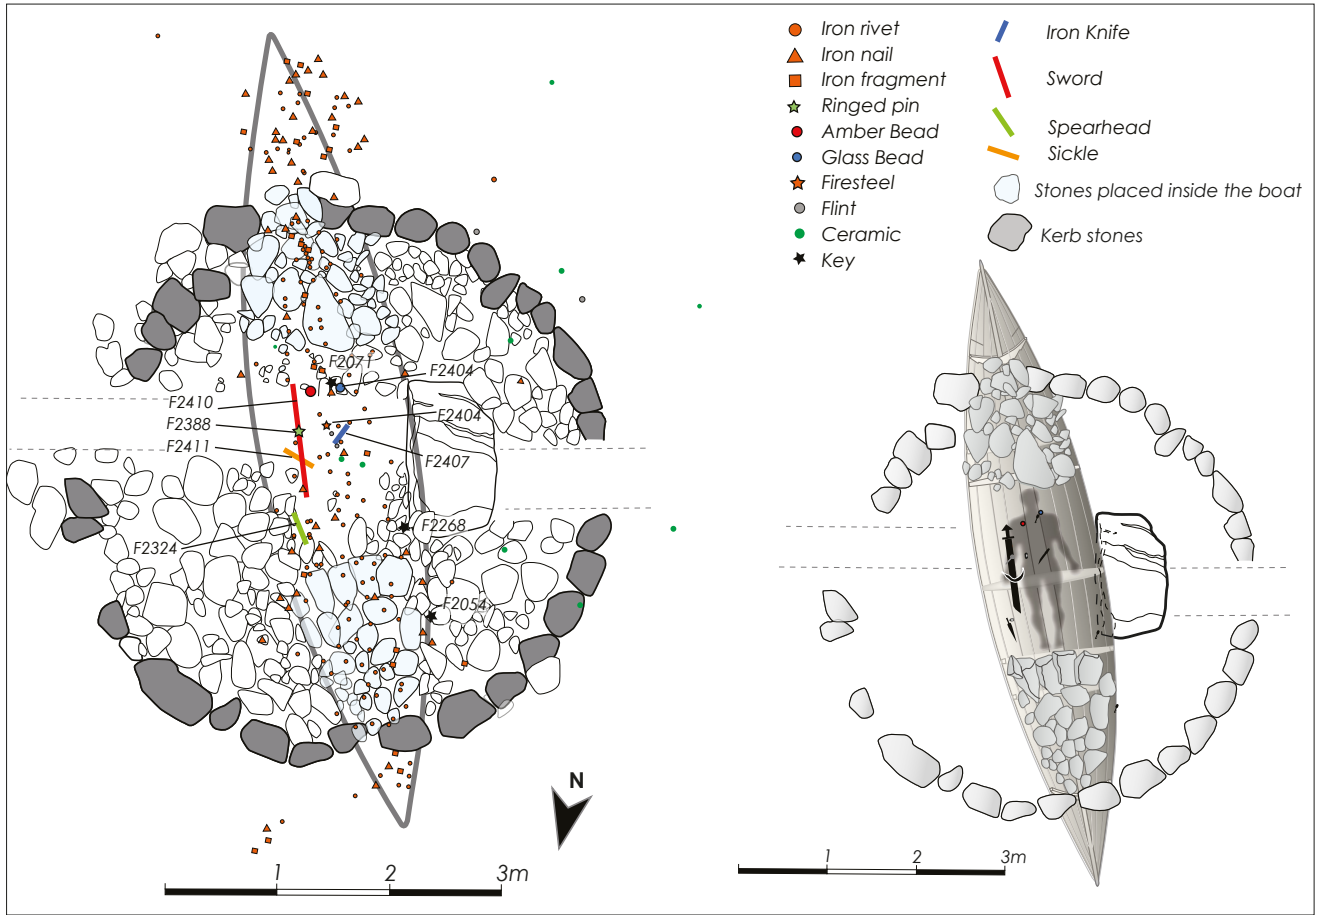 Iron rivet
Iron nail
Iron fragment
Ringed pin
Amber Bead
Glass Bead
Firesteel
Flint
Ceramic
Key
Iron Knife
Sword
Spearhead
Sickle
Stones placed inside the boat
Kerb stones
F2071
F2404
F2410
F2404
F2388
F2411
F2407
F2268
F2324
F2054
N
1 2 3m
1 2 3m